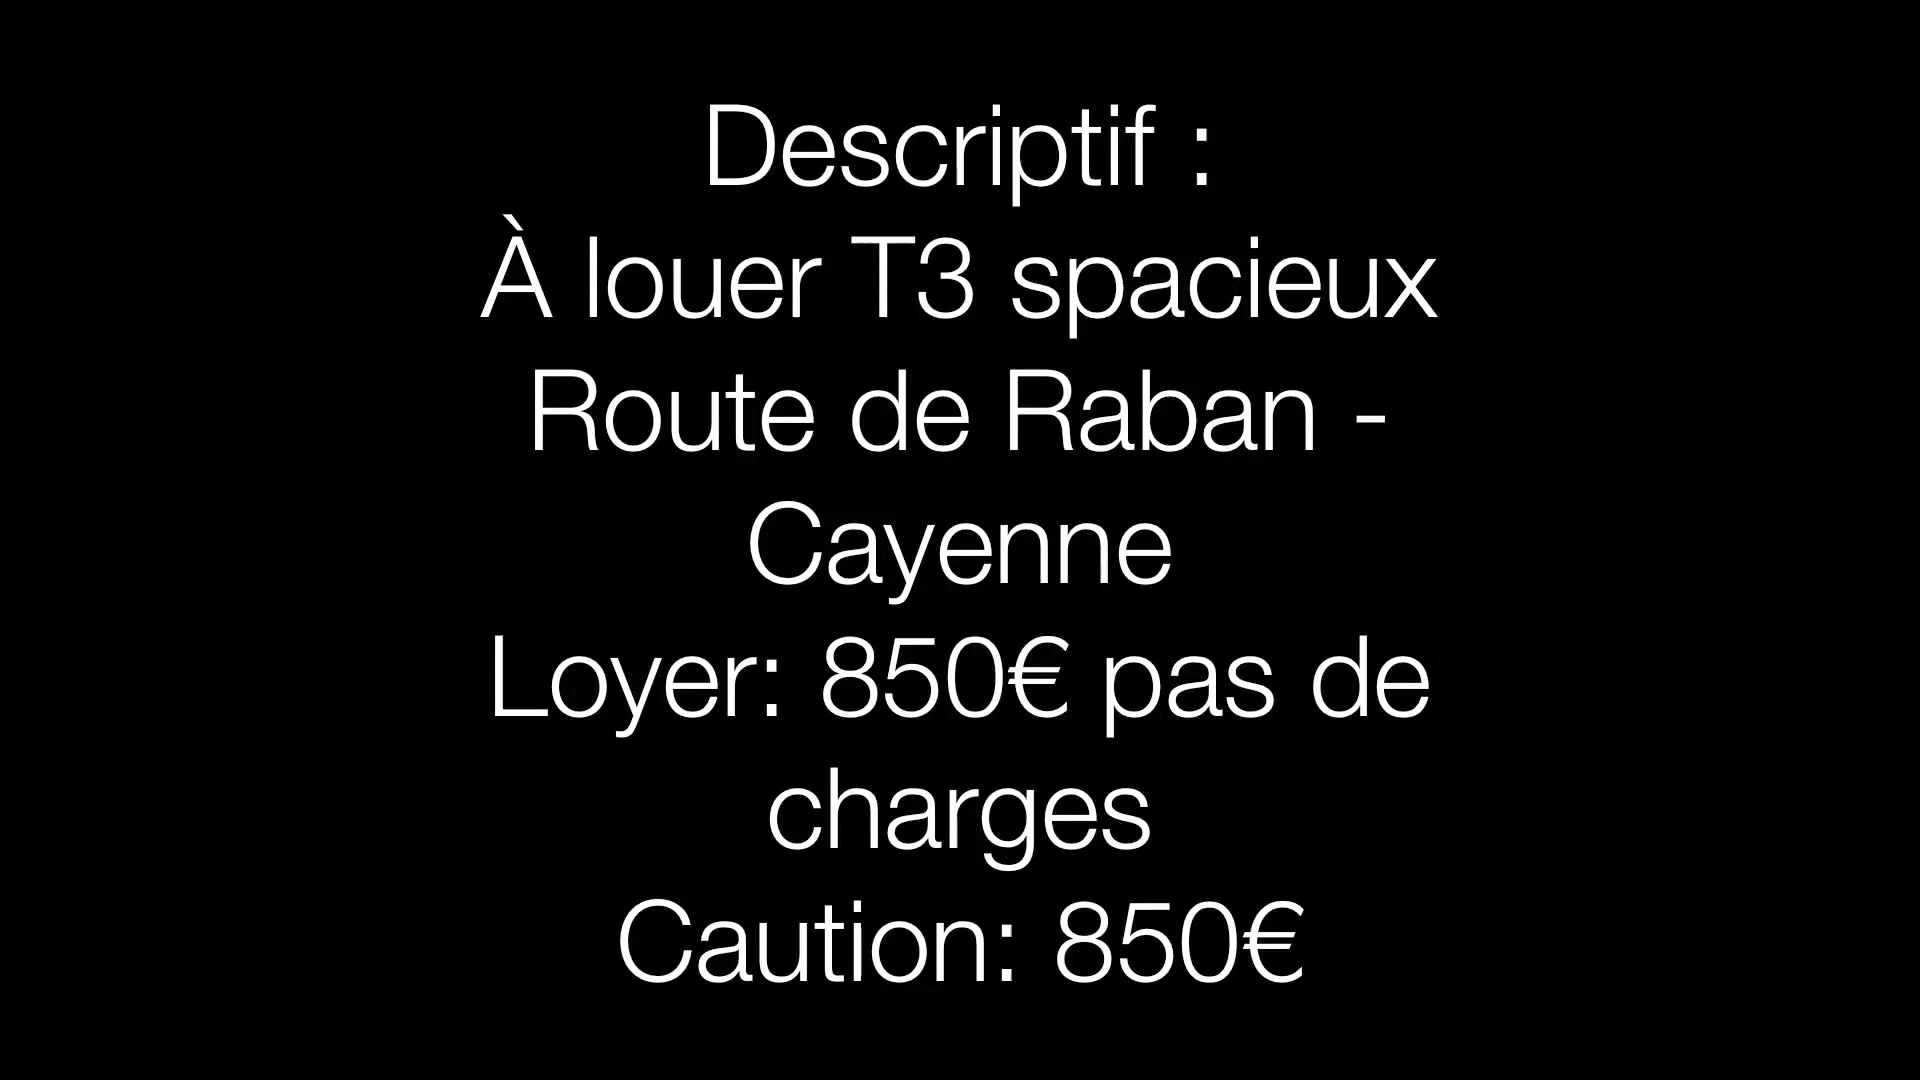 Descriptif :
À louer T3 spacieux
Route de Raban -
Cayenne
Loyer: 850€ pas de
charges
Caution: 850€